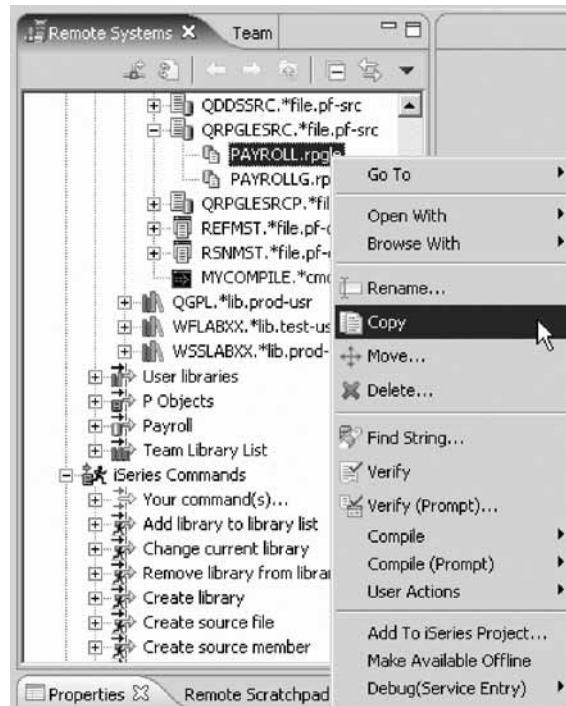 Remote Systems
Team
QDDSSRC.*file.pf-src
QRPGLESRC.*file.pf-src
PAYROLL.rpgle
PAYROLLG.rp
QRPGLESRCP.*fil
REFMST.*file.pf-
RSNMST.*file.pf-
MYCOMPILE.*cmd
QGPL.*lib.prod-usr
WFLABXX.*lib.test-us
WSSLABXX.*lib.prod-
User libraries
P Objects
Payroll
Team Library List
iSeries Commands
Your command(s)...
Add library to library list
Change current library
Remove library from librar
Create library
Create source file
Create source member
Go To
Open With
Browse With
Rename...
Copy
Move...
Delete...
Find String...
Verify
Verify (Prompt)...
Compile
Compile (Prompt)
User Actions
Add To iSeries Project...
Make Available Offline
Debug(Service Entry)
Properties
Remote Scratchpad